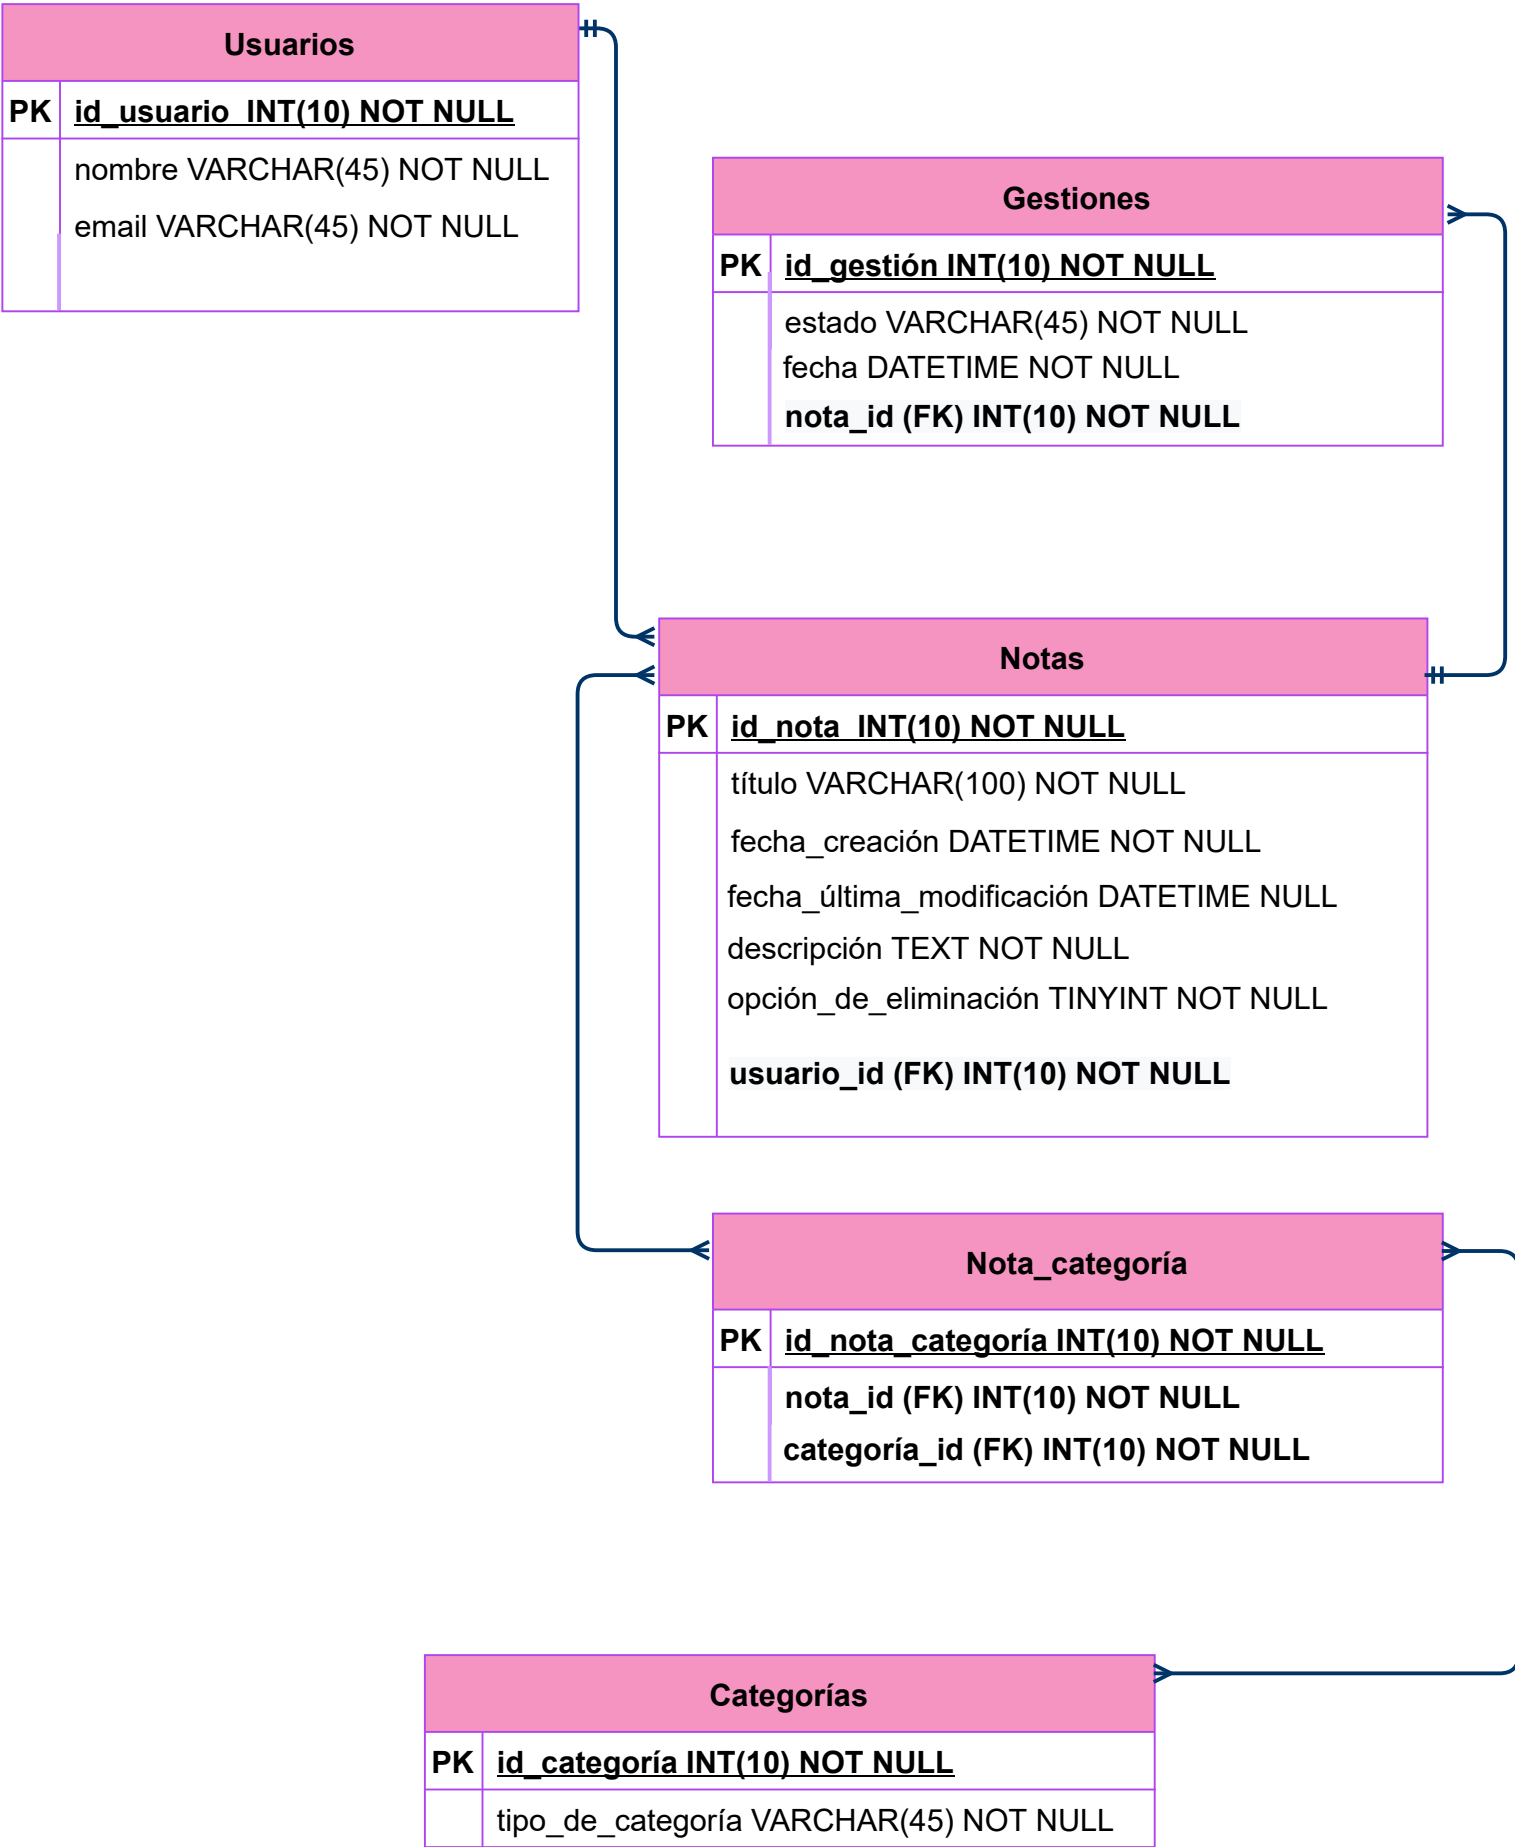 Usuarios
PK id_usuario INT(10) NOT NULL
nombre VARCHAR(45) NOT NULL
email VARCHAR(45) NOT NULL
Gestiones
PK id_gestión INT(10) NOT NULL
estado VARCHAR(45) NOT NULL
fecha DATETIME NOT NULL
nota_id (FK) INT(10) NOT NULL
Notas
PK id_nota INT(10) NOT NULL
título VARCHAR(100) NOT NULL
fecha_creación DATETIME NOT NULL
fecha_última_modificación DATETIME NULL
descripción TEXT NOT NULL
opción_de_eliminación TINYINT NOT NULL
usuario_id (FK) INT(10) NOT NULL
Nota_categoría
PK id_nota_categoría INT(10) NOT NULL
nota_id (FK) INT(10) NOT NULL
categoría_id (FK) INT(10) NOT NULL
Categorías
PK id_categoría INT(10) NOT NULL
tipo_de_categoría VARCHAR(45) NOT NULL